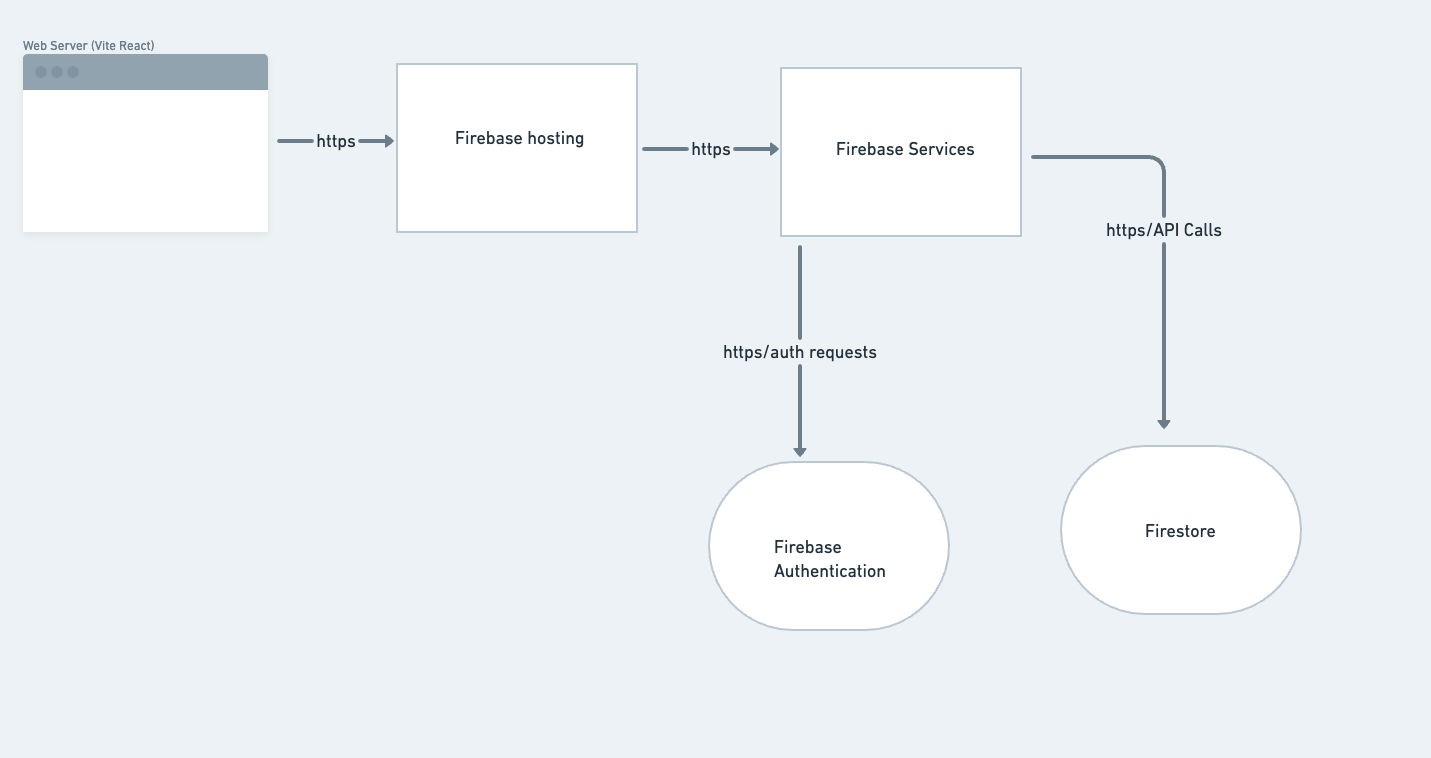 Web Server (Vite React)
https
Firebase hosting
https
Firebase Services
https/API Calls
https/auth requests
Firebase
Authentication
Firestore